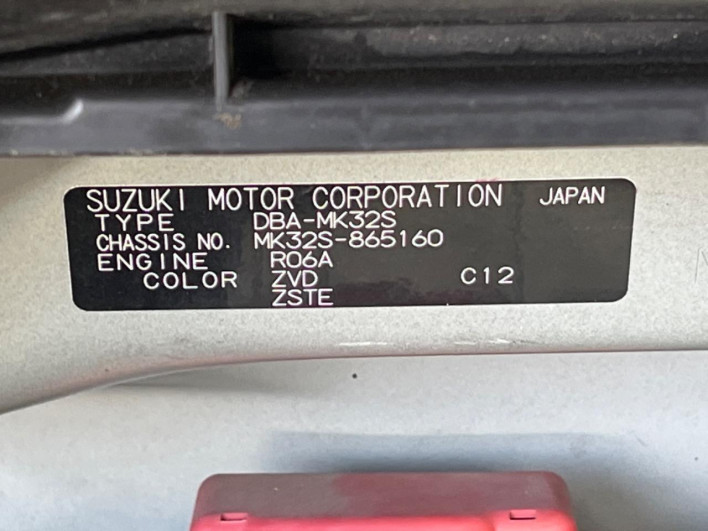 SUZUKI MOTOR CORPORATION JAPAN
TYPE DBA-MK32S
CHASSIS NO. MK32S-865160
ENGINE R06A
COLOR ZVD C12
ZSTE